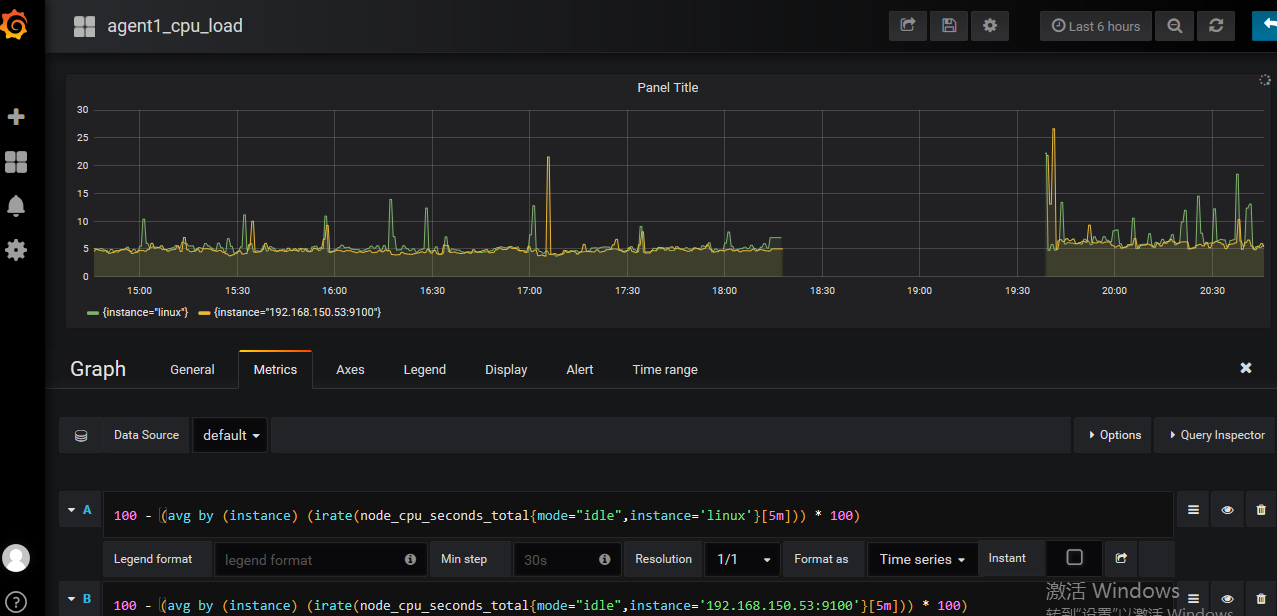 agent1_cpu_load
Last 6 hours
Panel Title
30
25
20
15
10
5
0
15:00 15:30 16:00 16:30 17:00 17:30 18:00 18:30 19:00 19:30 20:00 20:30
{instance="linux"} {instance="192.168.150.53:9100"}
Graph General Metrics Axes Legend Display Alert Time range
Data Source default Options Query Inspector
A 100 - (avg by (instance) (irate(node_cpu_seconds_total{mode="idle",instance='linux'}[5m])) * 100)
Legend format legend format Min step 30s Resolution 1/1 Format as Time series Instant
激活 Windows
B 100 - (avg by (instance) (irate(node_cpu_seconds_total{mode="idle",instance='192.168.150.53:9100'}[5m])) * 100)
转到"设置"以激活 Windows